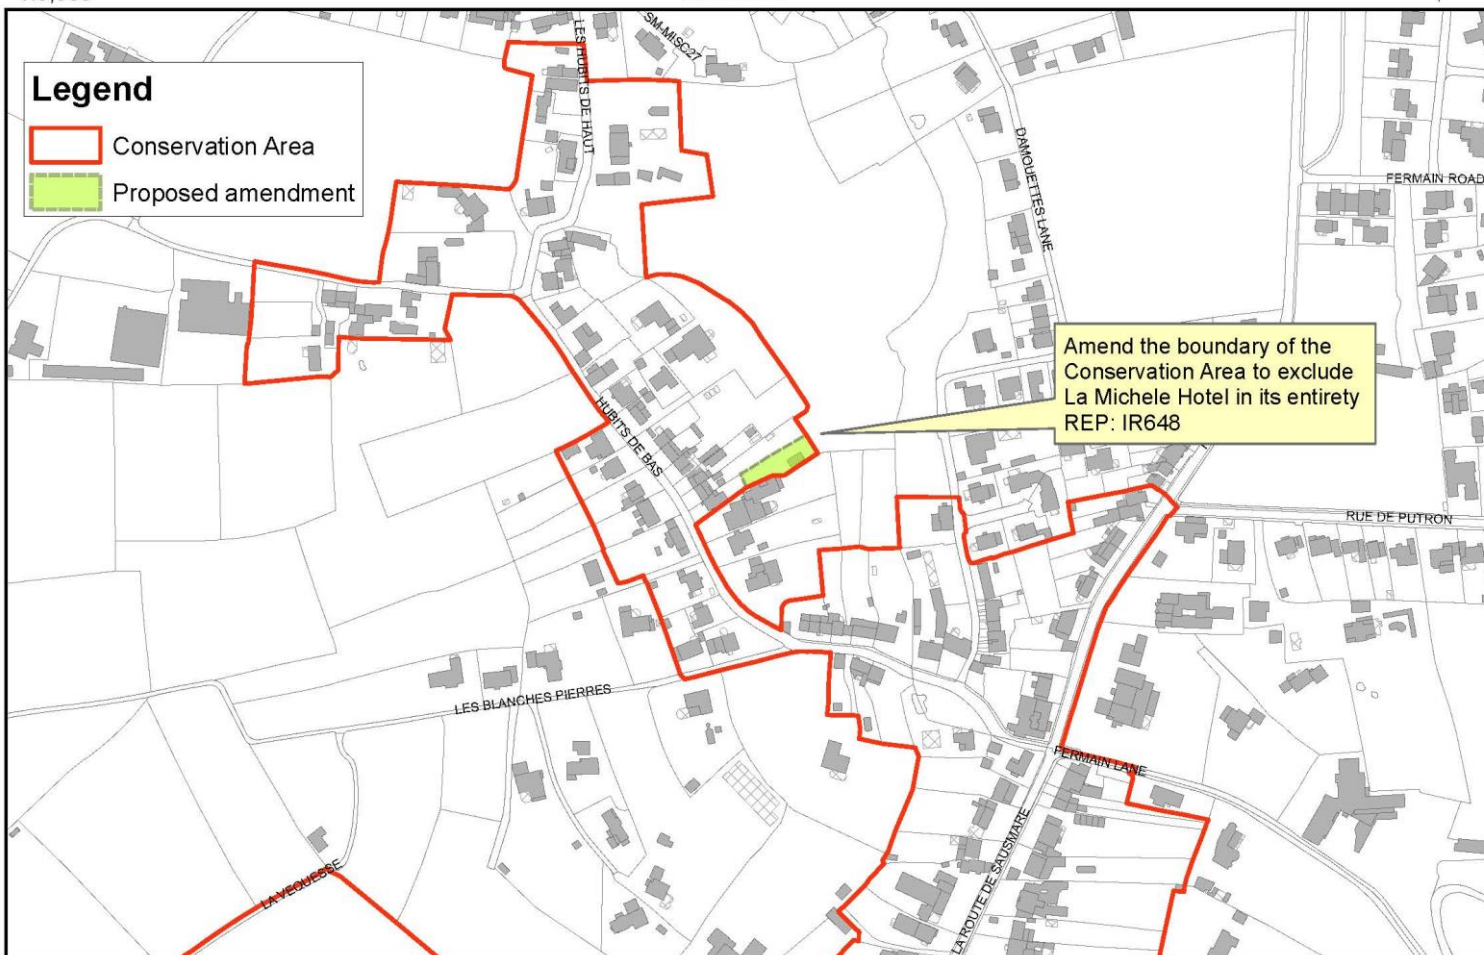 LES HUBITS DE HAUT
SM-MISC27
Legend
Conservation Area
Proposed amendment
DAMOUETTES LANE
FERMAIN ROAD
Amend the boundary of the
Conservation Area to exclude
La Michele Hotel in its entirety
REP: IR648
HUBITS DE BAS
RUE DE PUTRON
LES BLANCHES PIERRES
FERMAIN LANE
LA VEQUESSE
LA ROUTE DE SAUSMARE